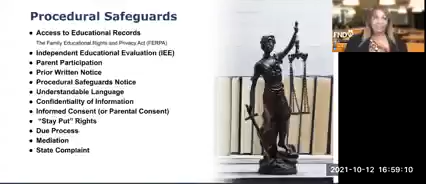 Procedural Safeguards
Access to Educational Records
The Family Educational Rights and Privacy Act (FERPA)
Independent Educational Evaluation (IEE)
Parent Participation
Prior Written Notice
Procedural Safeguards Notice
Understandable Language
Confidentiality of Information
Informed Consent (or Parental Consent)
“Stay Put” Rights
Due Process
Mediation
State Complaint
2021-10-12 16:59:10